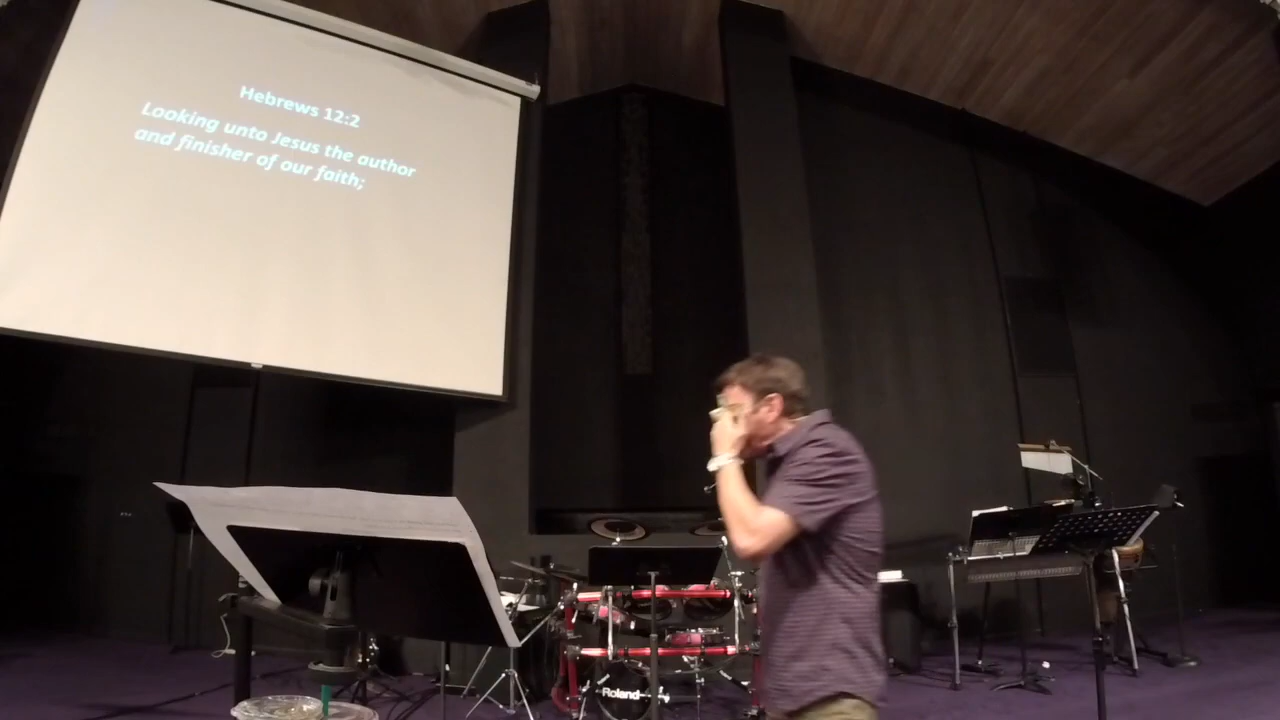 Hebrews 12:2
Looking unto Jesus the author
and finisher of our faith;
Roland